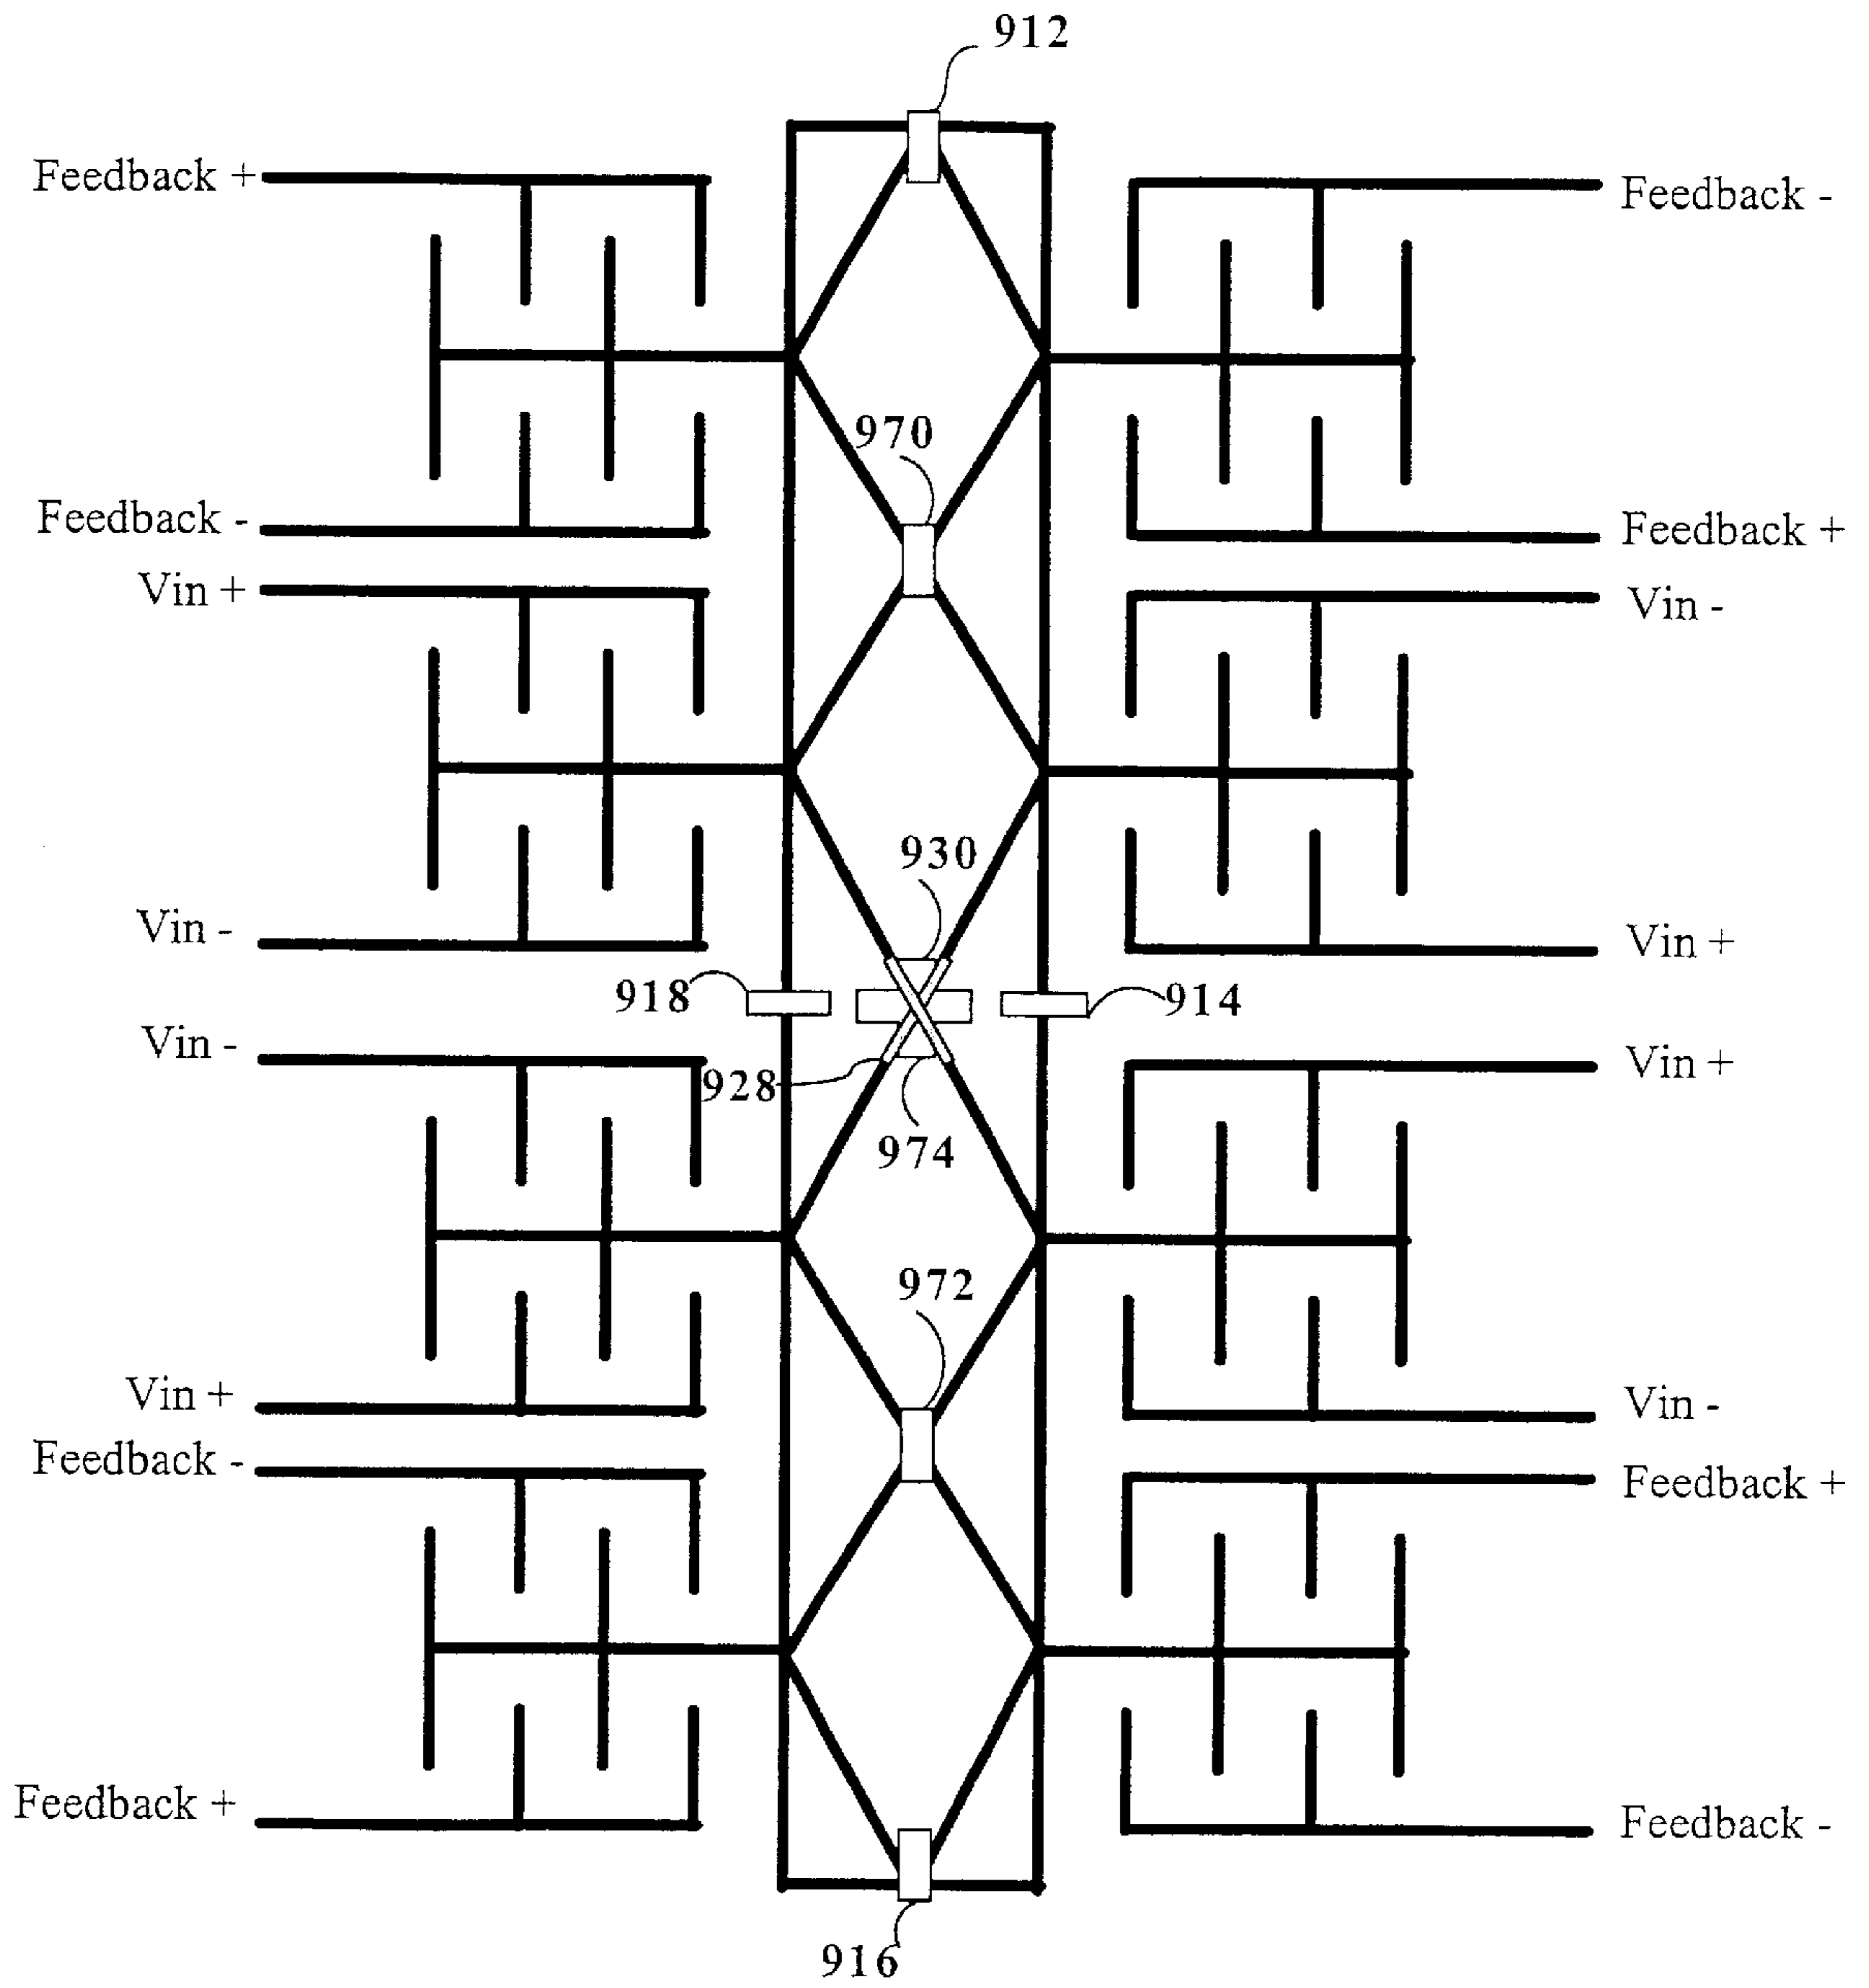 912
Feedback +
Feedback -
970
Feedback -
Feedback +
Vin +
Vin -
930
Vin -
Vin +
918
914
Vin -
Vin +
928
974
972
Vin +
Vin -
Feedback -
Feedback +
Feedback +
Feedback -
916